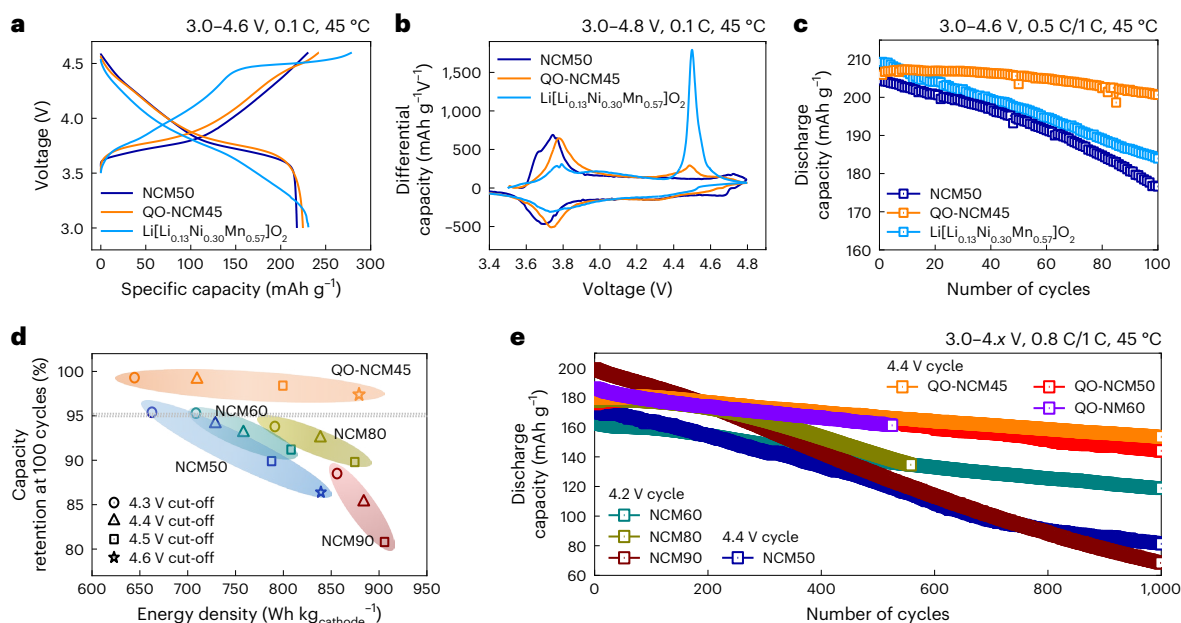 a
3.0–4.6 V, 0.1 C, 45 °C
4.5
4.0
3.5
3.0
Voltage (V)
NCM50
QO-NCM45
Li[Li0.13Ni0.30Mn0.57]O2
0 50 100 150 200 250 300
Specific capacity (mAh g−1)
b
3.0–4.8 V, 0.1 C, 45 °C
1,500
1,000
500
0
−500
Differential
capacity (mAh g−1V−1)
NCM50
QO-NCM45
Li[Li0.13Ni0.30Mn0.57]O2
3.4 3.6 3.8 4.0 4.2 4.4 4.6 4.8
Voltage (V)
c
3.0–4.6 V, 0.5 C/1 C, 45 °C
210
200
190
180
170
160
Discharge
capacity (mAh g−1)
NCM50
QO-NCM45
Li[Li0.13Ni0.30Mn0.57]O2
0 20 40 60 80 100
Number of cycles
d
100
95
90
85
80
Capacity
retention at 100 cycles (%)
QO-NCM45
NCM60
NCM80
NCM50
NCM90
4.3 V cut-off
4.4 V cut-off
4.5 V cut-off
4.6 V cut-off
600 650 700 750 800 850 900 950
Energy density (Wh kgcathode−1)
e
3.0–4.x V, 0.8 C/1 C, 45 °C
200
180
160
140
120
100
80
60
Discharge
capacity (mAh g−1)
4.4 V cycle
QO-NCM45
QO-NCM50
QO-NM60
4.2 V cycle
NCM60
NCM80
4.4 V cycle
NCM90
NCM50
0 200 400 600 800 1,000
Number of cycles